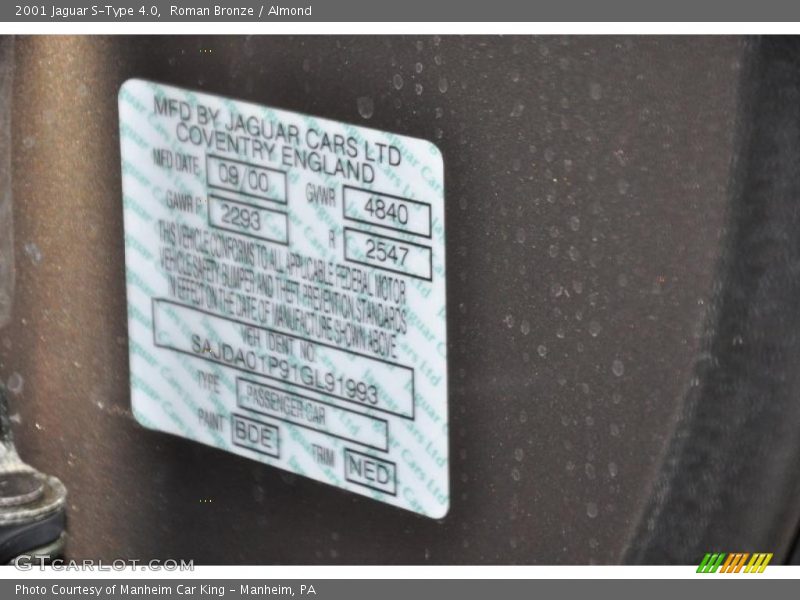 2001 Jaguar S-Type 4.0, Roman Bronze / Almond
MFD BY JAGUAR CARS LTD
COVENTRY ENGLAND
MFD DATE 09/00 GVWR 4840
GAWR F 2293 R 2547
THIS VEHICLE CONFORMS TO ALL APPLICABLE FEDERAL MOTOR
VEHICLE SAFETY BUMPER AND THEFT PREVENTION STANDARDS
IN EFFECT ON THE DATE OF MANUFACTURE SHOWN ABOVE
VEH IDENT. NO.
SAJDA01P91GL91993
TYPE PASSENGER CAR
PAINT BDE TRIM NED
GTCARLOT.COM
Photo Courtesy of Manheim Car King - Manheim, PA